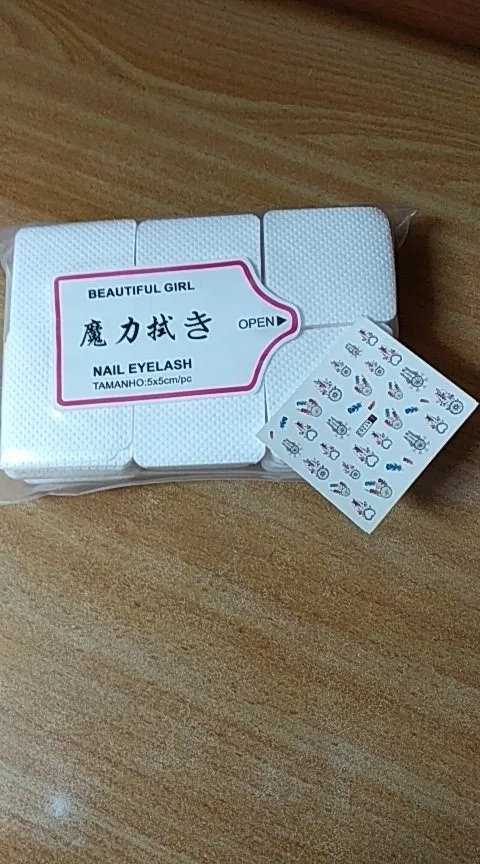 BEAUTIFUL GIRL
魔力拭き
OPEN▶
NAIL EYELASH
TAMANHO:5x5cm/pc